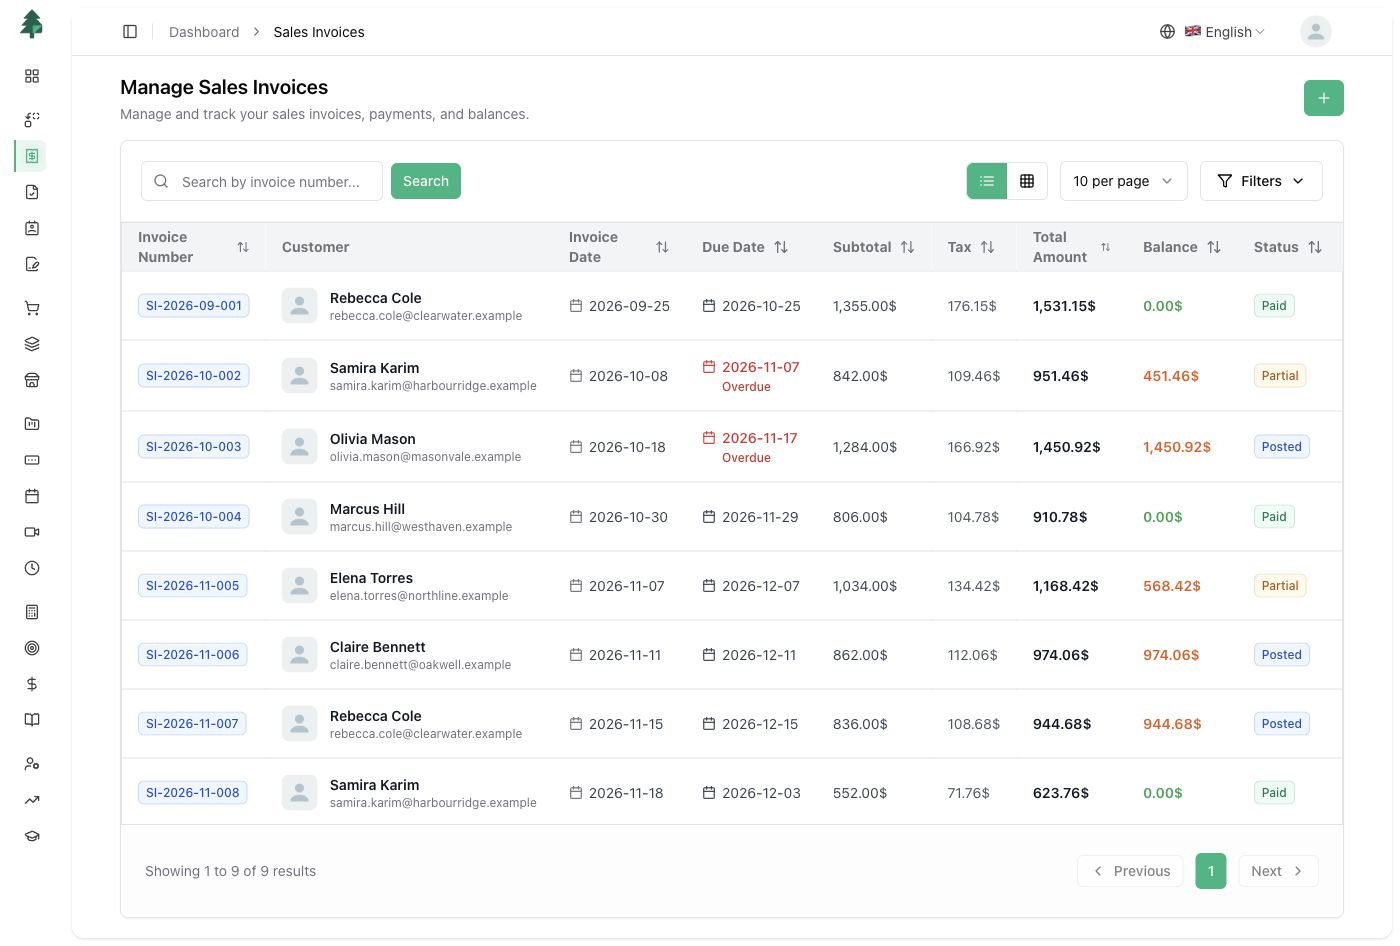 Dashboard > Sales Invoices
English
Manage Sales Invoices
Manage and track your sales invoices, payments, and balances.
Search by invoice number...
Search
10 per page
Filters
Invoice Number Customer Invoice Date Due Date Subtotal Tax Total Amount Balance Status
SI-2026-09-001 Rebecca Cole 2026-09-25 2026-10-25 1,355.00$ 176.15$ 1,531.15$ 0.00$ Paid
rebecca.cole@clearwater.example
SI-2026-10-002 Samira Karim 2026-10-08 2026-11-07 842.00$ 109.46$ 951.46$ 451.46$ Partial
samira.karim@harbourridge.example Overdue
SI-2026-10-003 Olivia Mason 2026-10-18 2026-11-17 1,284.00$ 166.92$ 1,450.92$ 1,450.92$ Posted
olivia.mason@masonvale.example Overdue
SI-2026-10-004 Marcus Hill 2026-10-30 2026-11-29 806.00$ 104.78$ 910.78$ 0.00$ Paid
marcus.hill@westhaven.example
SI-2026-11-005 Elena Torres 2026-11-07 2026-12-07 1,034.00$ 134.42$ 1,168.42$ 568.42$ Partial
elena.torres@northline.example
SI-2026-11-006 Claire Bennett 2026-11-11 2026-12-11 862.00$ 112.06$ 974.06$ 974.06$ Posted
claire.bennett@oakwell.example
SI-2026-11-007 Rebecca Cole 2026-11-15 2026-12-15 836.00$ 108.68$ 944.68$ 944.68$ Posted
rebecca.cole@clearwater.example
SI-2026-11-008 Samira Karim 2026-11-18 2026-12-03 552.00$ 71.76$ 623.76$ 0.00$ Paid
samira.karim@harbourridge.example
Showing 1 to 9 of 9 results
Previous 1 Next